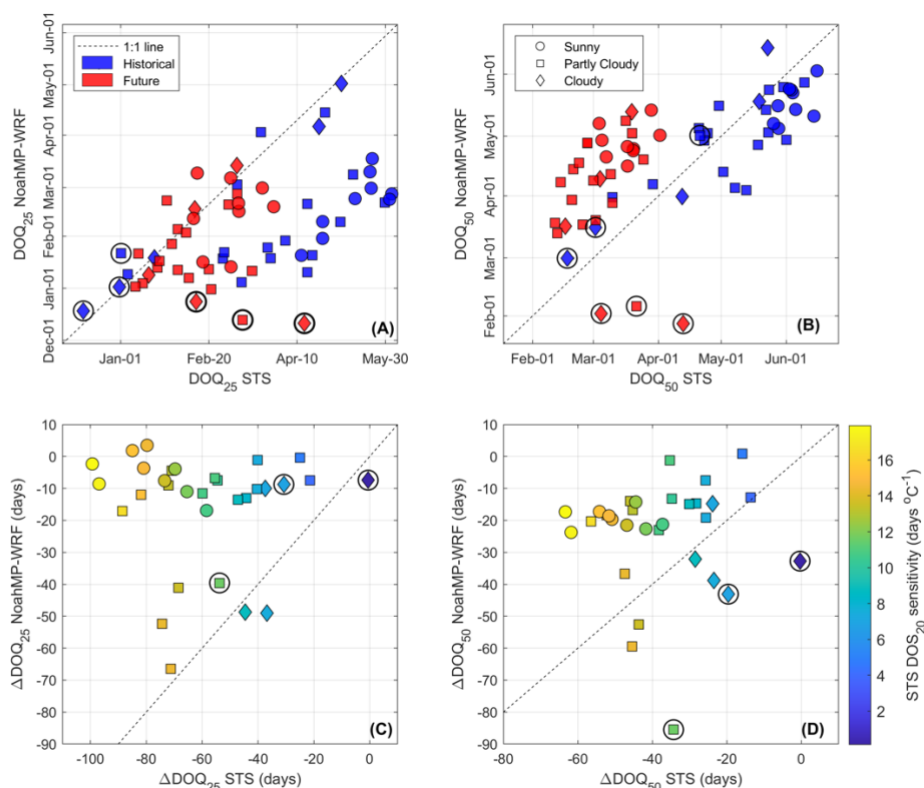 Jun-01
May-01
Apr-01
Mar-01
Feb-01
Jan-01
Dec-01
DOQ25 NoahMP-WRF
1:1 line
Historical
Future
(A)
Jan-01 Feb-20 Apr-10 May-30
DOQ25 STS
Jun-01
May-01
Apr-01
Mar-01
Feb-01
DOQ50 NoahMP-WRF
Sunny
Partly Cloudy
Cloudy
(B)
Feb-01 Mar-01 Apr-01 May-01 Jun-01
DOQ50 STS
10
0
-10
-20
-30
-40
-50
-60
-70
-80
-90
ΔDOQ25 NoahMP-WRF (days)
(C)
-100 -80 -60 -40 -20 0
ΔDOQ25 STS (days)
10
0
-10
-20
-30
-40
-50
-60
-70
-80
-90
ΔDOQ50 NoahMP-WRF (days)
(D)
-80 -60 -40 -20 0
ΔDOQ50 STS (days)
16
14
12
10
8
6
4
2
STS DOS20 sensitivity (days °C-1)